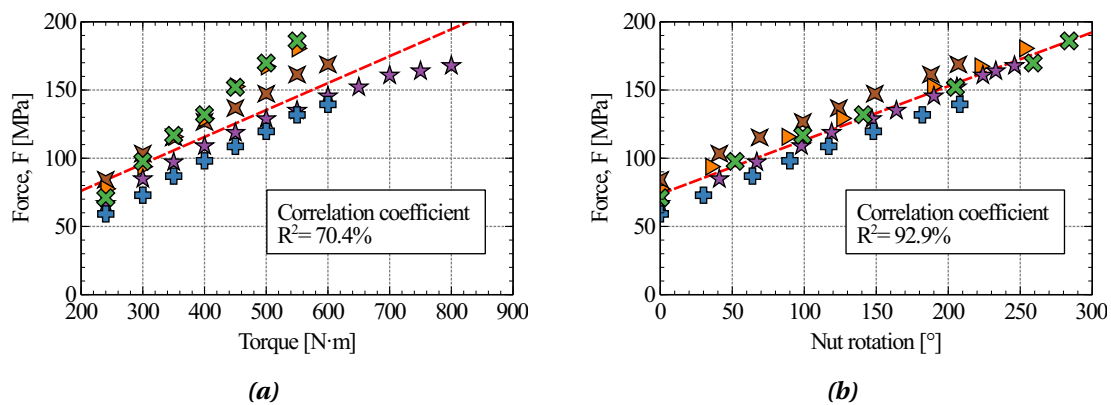 200
150
100
50
0
Force, F [MPa]
Correlation coefficient
R²= 70.4%
200 300 400 500 600 700 800 900
Torque [N·m]
(a)
200
150
100
50
0
Force, F [MPa]
Correlation coefficient
R²= 92.9%
0 50 100 150 200 250 300
Nut rotation [°]
(b)